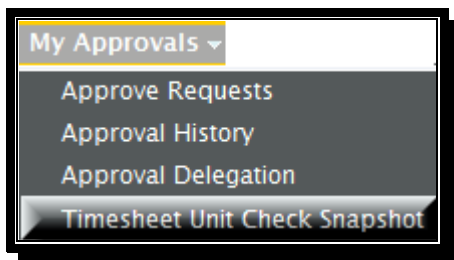 My Approvals
Approve Requests
Approval History
Approval Delegation
Timesheet Unit Check Snapshot